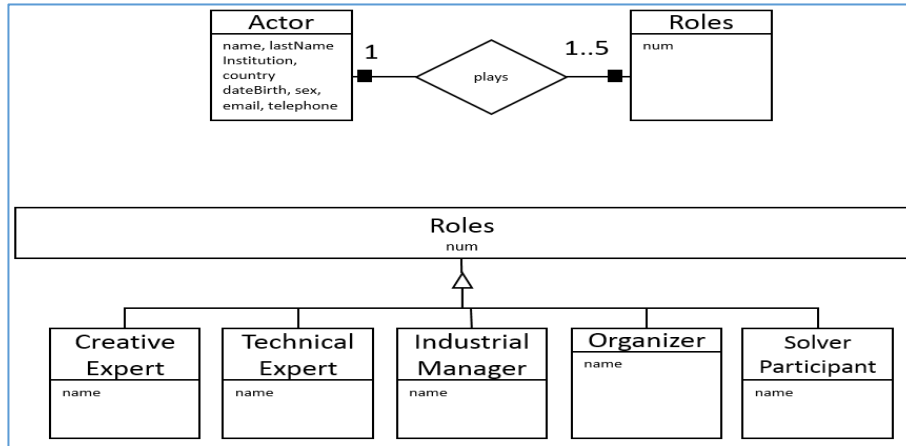 Actor
name, lastName
Institution,
country
dateBirth, sex,
email, telephone
1
plays
1..5
Roles
num
Roles
num
Creative
Expert
name
Technical
Expert
name
Industrial
Manager
name
Organizer
name
Solver
Participant
name